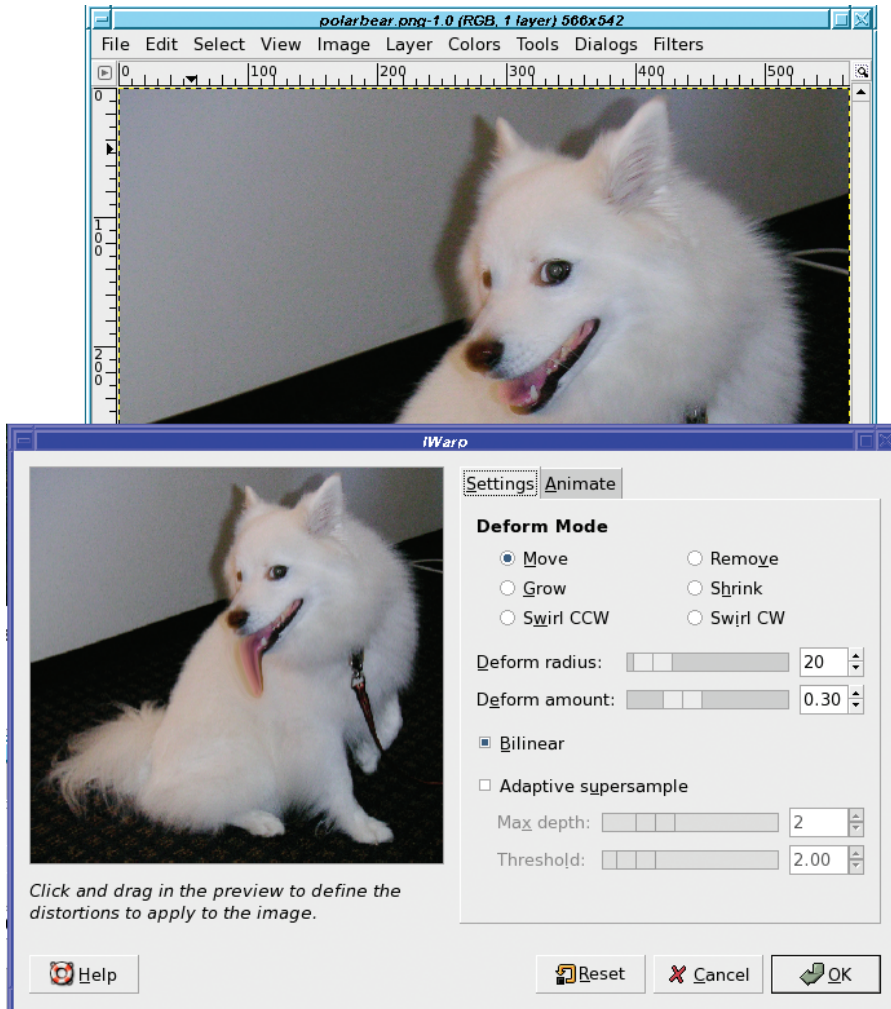 polarbear.png-1.0 (RGB, 1 layer) 566x542
File Edit Select View Image Layer Colors Tools Dialogs Filters
0 100 200 300 400 500
0
100
200
IWarp
Settings Animate
Deform Mode
Move Remove
Grow Shrink
Swirl CCW Swirl CW
Deform radius: 20
Deform amount: 0.30
Bilinear
Adaptive supersample
Max depth: 2
Threshold: 2.00
Click and drag in the preview to define the
distortions to apply to the image.
Help Reset Cancel OK